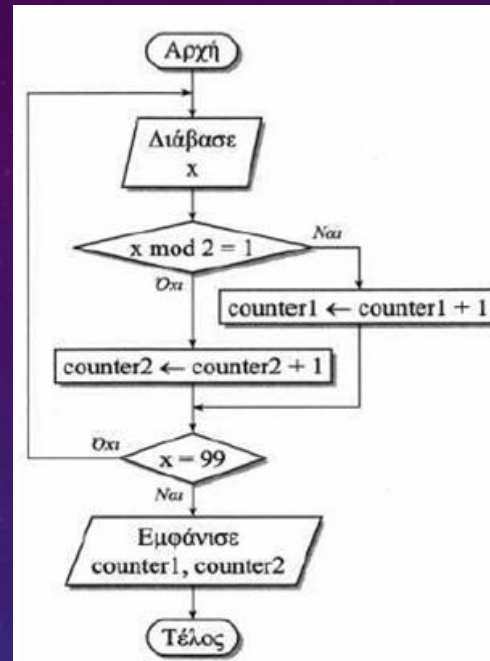 Αρχή
Διάβασε
x
x mod 2 = 1
Ναι
Όχι
counter1 ← counter1 + 1
counter2 ← counter2 + 1
Όχι
x = 99
Ναι
Εμφάνισε
counter1, counter2
Τέλος